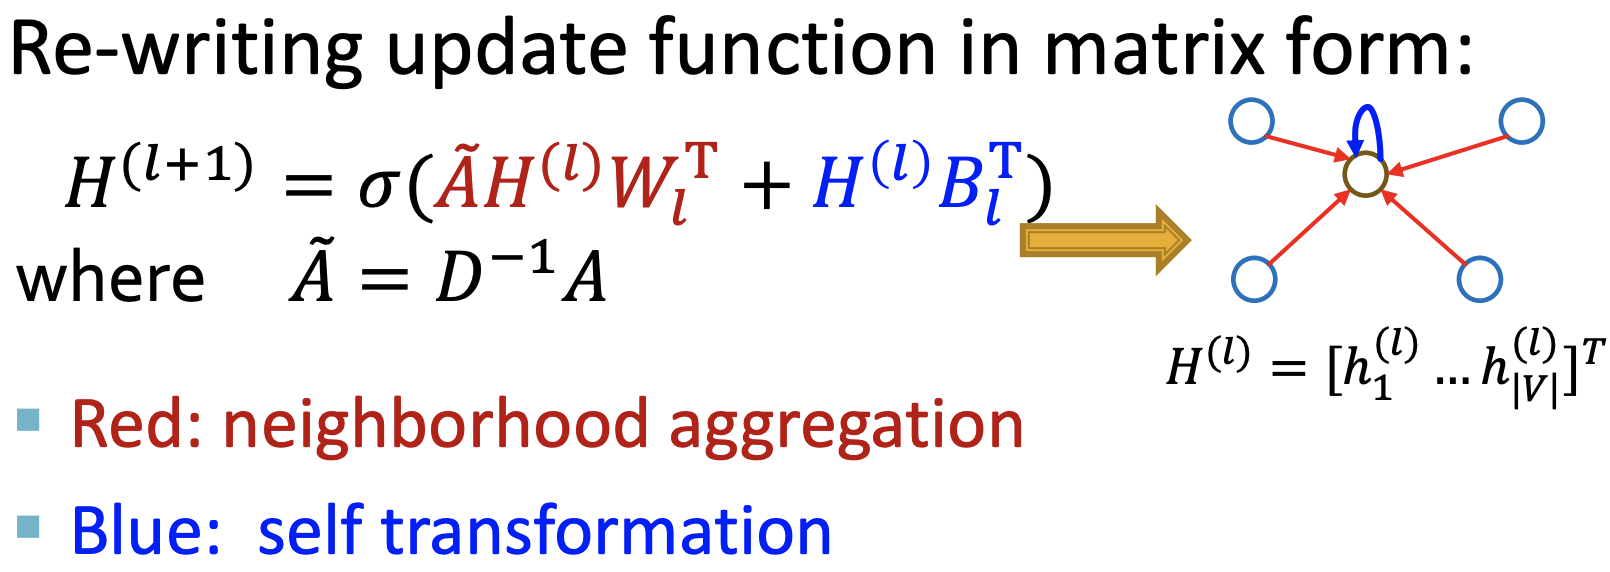 Re-writing update function in matrix form:
H^(l+1) = σ(ÃH^(l)W_l^T + H^(l)B_l^T)
where Ã = D^−1A
H^(l) = [h_1^(l) … h_|V|^(l)]^T
▪ Red: neighborhood aggregation
▪ Blue: self transformation